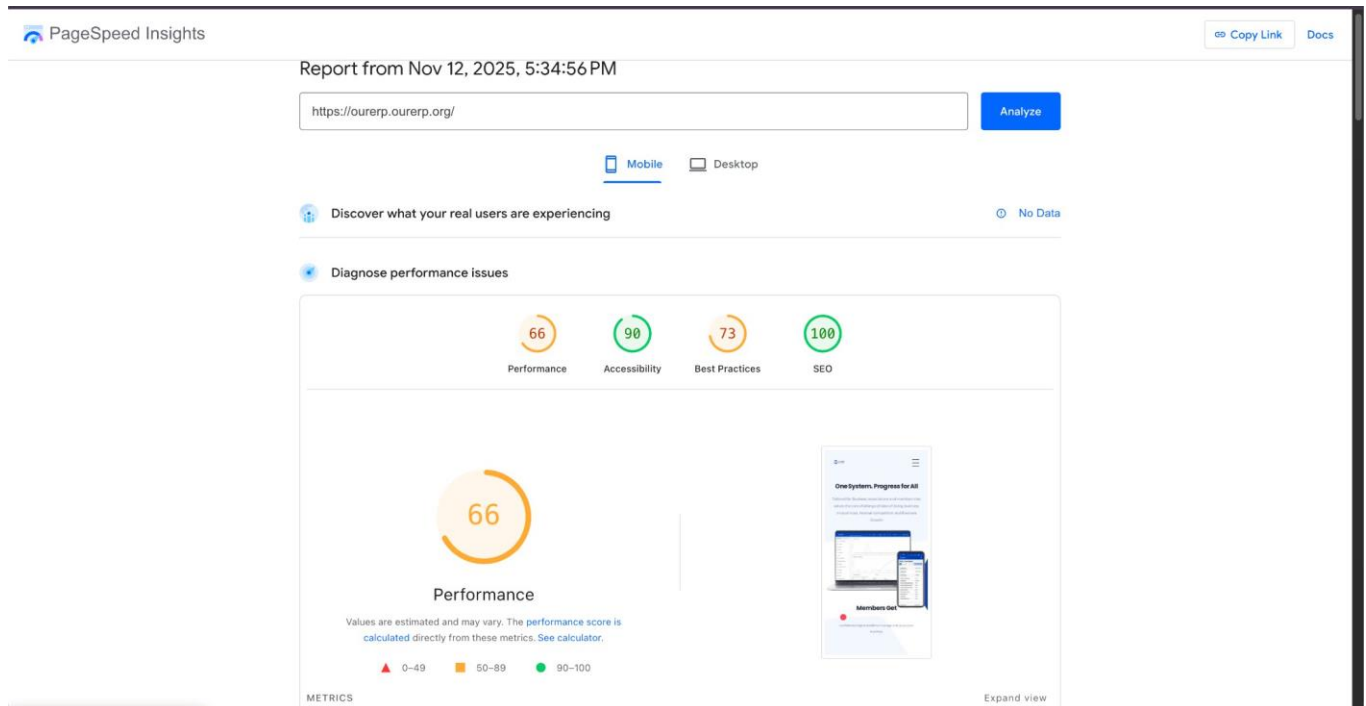 PageSpeed Insights
Copy Link Docs
Report from Nov 12, 2025, 5:34:56 PM
https://ourerp.ourerp.org/
Analyze
Mobile Desktop
Discover what your real users are experiencing
No Data
Diagnose performance issues
66 90 73 100
Performance Accessibility Best Practices SEO
66
Performance
Values are estimated and may vary. The performance score is
calculated directly from these metrics. See calculator.
0–49 50–89 90–100
One System. Progress for All
Members Get
METRICS
Expand view